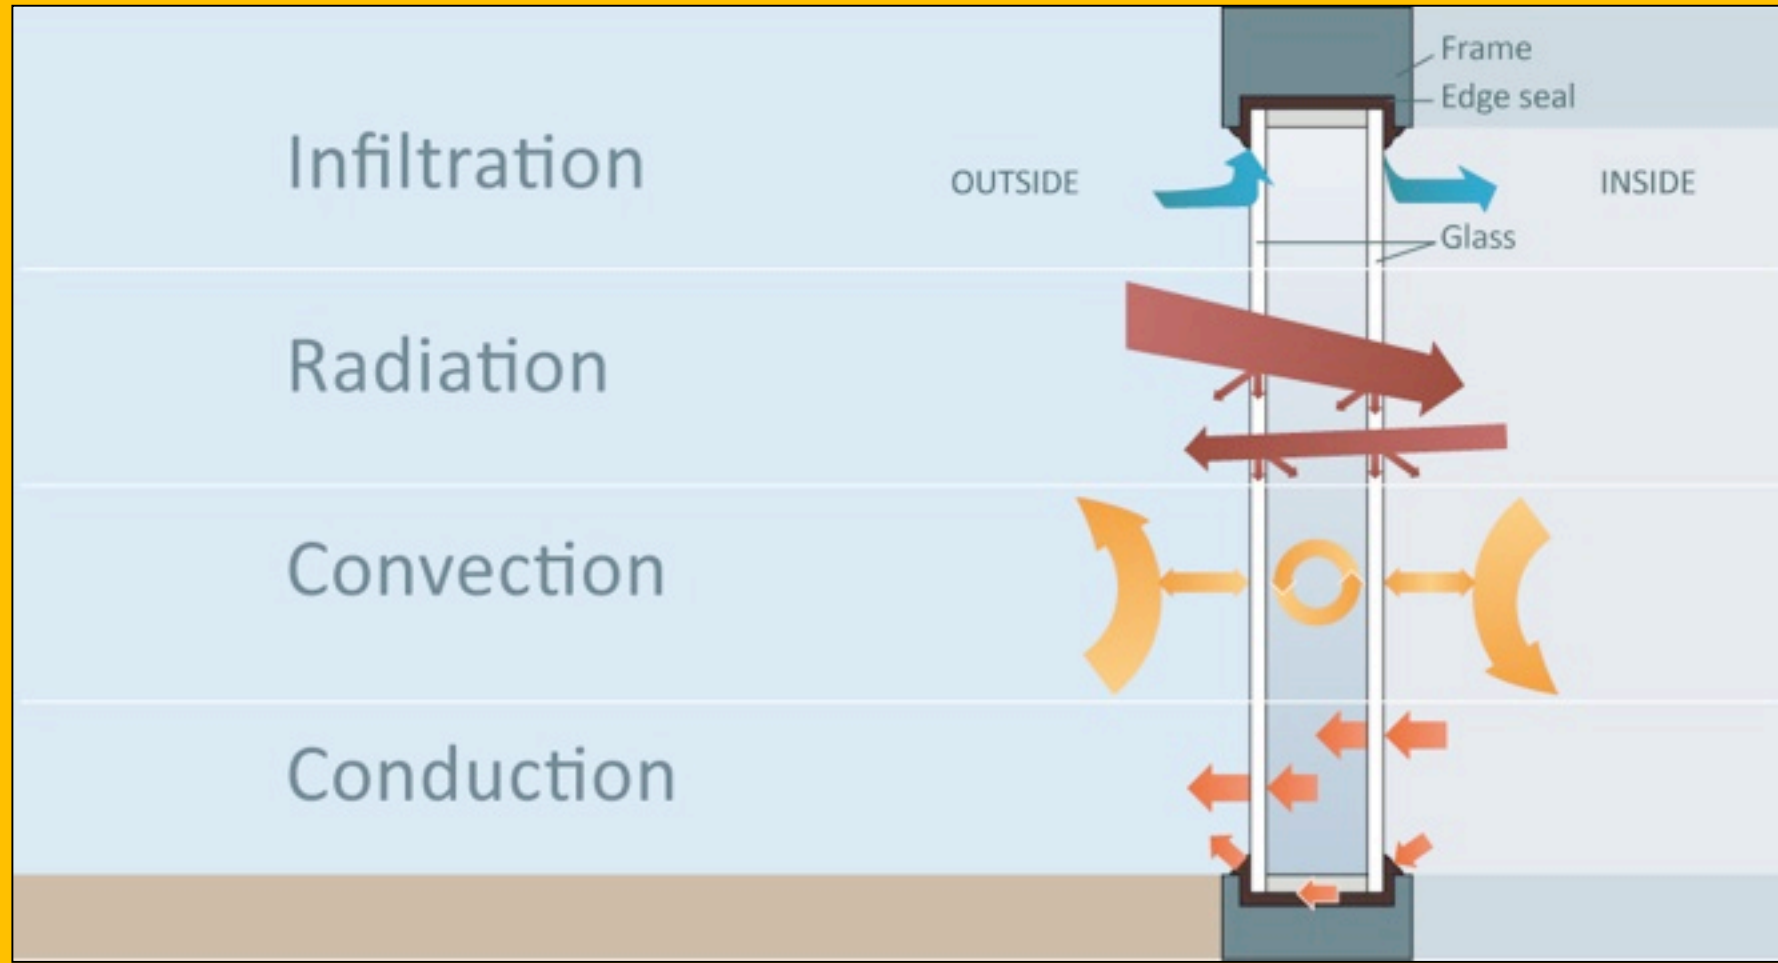 Frame
Edge seal
Infiltration
OUTSIDE
INSIDE
Glass
Radiation
Convection
Conduction